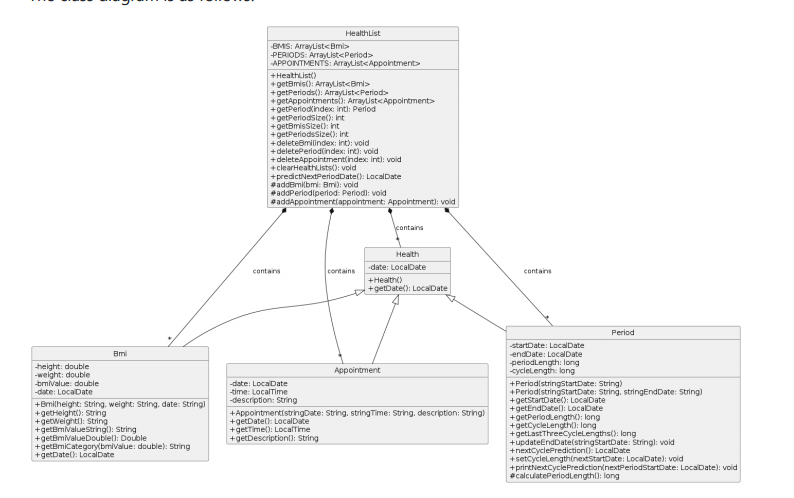 The class diagram is as follows:
HealthList
-BMIS: ArrayList<Bmi>
-PERIODS: ArrayList<Period>
-APPOINTMENTS: ArrayList<Appointment>
+HealthList()
+getBmis(): ArrayList<Bmi>
+getPeriods(): ArrayList<Period>
+getAppointments(): ArrayList<Appointment>
+getPeriod(index: int): Period
+getPeriodSize(): int
+getBmisSize(): int
+getPeriodsSize(): int
+deleteBmi(index: int): void
+deletePeriod(index: int): void
+deleteAppointment(index: int): void
+clearHealthLists(): void
+predictNextPeriodDate(): LocalDate
#addBmi(bmi: Bmi): void
#addPeriod(period: Period): void
#addAppointment(appointment: Appointment): void
contains
*
Health
-date: LocalDate
+Health()
+getDate(): LocalDate
contains
contains
contains
*
*
*
Bmi
-height: double
-weight: double
-bmiValue: double
-date: LocalDate
+Bmi(height: String, weight: String, date: String)
+getHeight(): String
+getWeight(): String
+getBmiValueString(): String
+getBmiValueDouble(): Double
+getBmiCategory(bmiValue: double): String
+getDate(): LocalDate
Appointment
-date: LocalDate
-time: LocalTime
-description: String
+Appointment(stringDate: String, stringTime: String, description: String)
+getDate(): LocalDate
+getTime(): LocalTime
+getDescription(): String
Period
-startDate: LocalDate
-endDate: LocalDate
-periodLength: long
-cycleLength: long
+Period(stringStartDate: String)
+Period(stringStartDate: String, stringEndDate: String)
+getStartDate(): LocalDate
+getEndDate(): LocalDate
+getPeriodLength(): long
+getCycleLength(): long
+getLastThreeCycleLengths(): long
+updateEndDate(stringStartDate: String): void
+nextCyclePrediction(): LocalDate
+setCycleLength(nextStartDate: LocalDate): void
+printNextCyclePrediction(nextPeriodStartDate: LocalDate): void
#calculatePeriodLength(): long